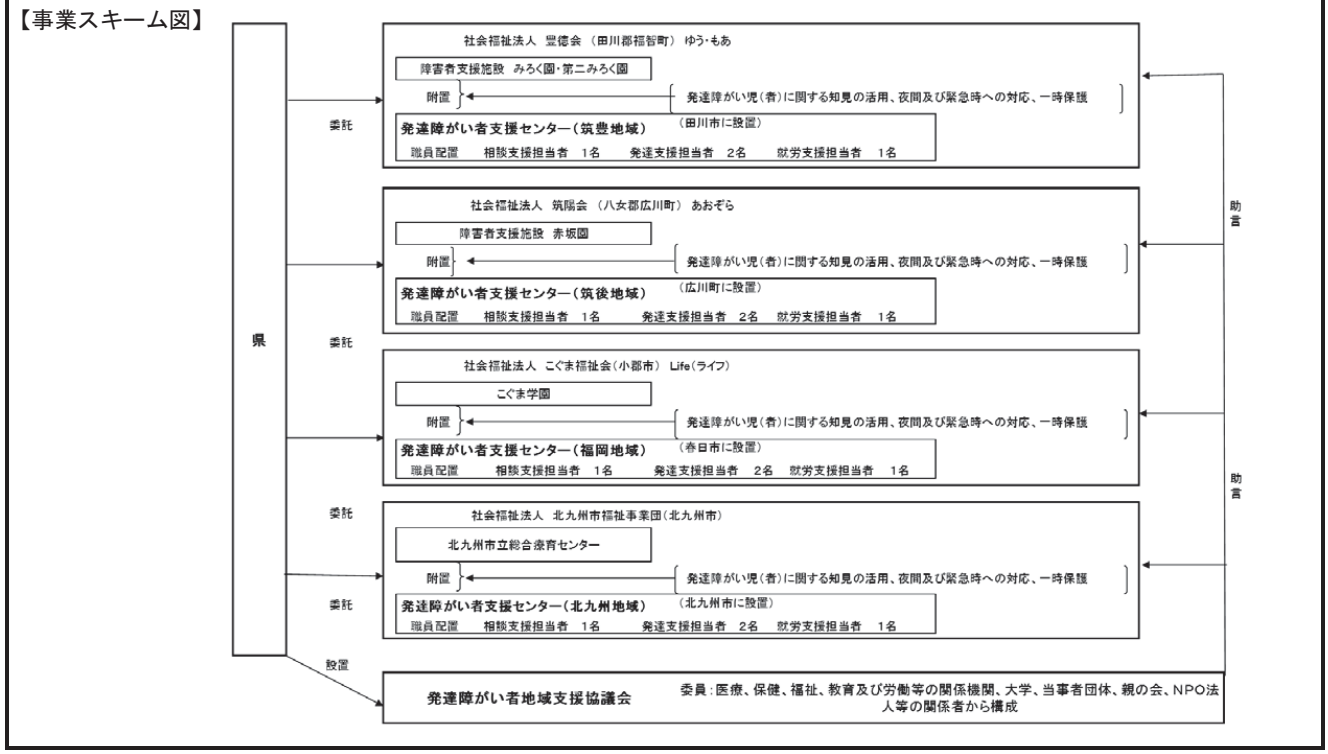 【事業スキーム図】
県
社会福祉法人 豊徳会 (田川郡福智町) ゆう・もあ
障害者支援施設 みろく園・第二みろく園
附置
発達障がい児(者)に関する知見の活用、夜間及び緊急時への対応、一時保護
委託
発達障がい者支援センター(筑豊地域)
(田川市に設置)
職員配置 相談支援担当者 1名 発達支援担当者 2名 就労支援担当者 1名
社会福祉法人 筑陽会 (八女郡広川町) あおぞら
助言
障害者支援施設 赤坂園
附置
発達障がい児(者)に関する知見の活用、夜間及び緊急時への対応、一時保護
発達障がい者支援センター(筑後地域)
(広川町に設置)
職員配置 相談支援担当者 1名 発達支援担当者 2名 就労支援担当者 1名
委託
社会福祉法人 こぐま福祉会(小郡市) Life(ライフ)
こぐま学園
附置
発達障がい児(者)に関する知見の活用、夜間及び緊急時への対応、一時保護
発達障がい者支援センター(福岡地域)
(春日市に設置)
職員配置 相談支援担当者 1名 発達支援担当者 2名 就労支援担当者 1名
助言
委託
社会福祉法人 北九州市福祉事業団(北九州市)
北九州市立総合療育センター
附置
発達障がい児(者)に関する知見の活用、夜間及び緊急時への対応、一時保護
委託
発達障がい者支援センター(北九州地域)
(北九州市に設置)
職員配置 相談支援担当者 1名 発達支援担当者 2名 就労支援担当者 1名
設置
発達障がい者地域支援協議会
委員:医療、保健、福祉、教育及び労働等の関係機関、大学、当事者団体、親の会、NPO法
人等の関係者から構成